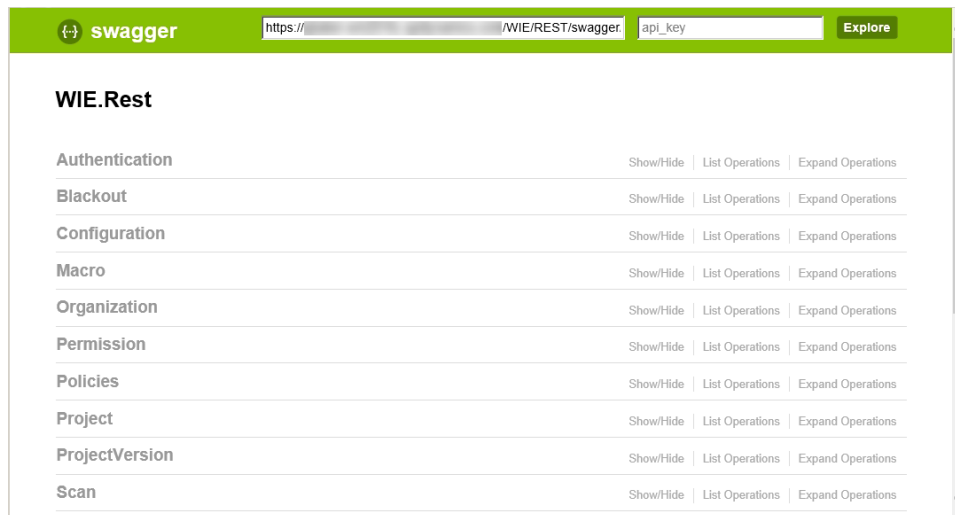 {···} swagger https:// /WIE/REST/swagger. api_key Explore
WIE.Rest
Authentication Show/Hide List Operations Expand Operations
Blackout Show/Hide List Operations Expand Operations
Configuration Show/Hide List Operations Expand Operations
Macro Show/Hide List Operations Expand Operations
Organization Show/Hide List Operations Expand Operations
Permission Show/Hide List Operations Expand Operations
Policies Show/Hide List Operations Expand Operations
Project Show/Hide List Operations Expand Operations
ProjectVersion Show/Hide List Operations Expand Operations
Scan Show/Hide List Operations Expand Operations